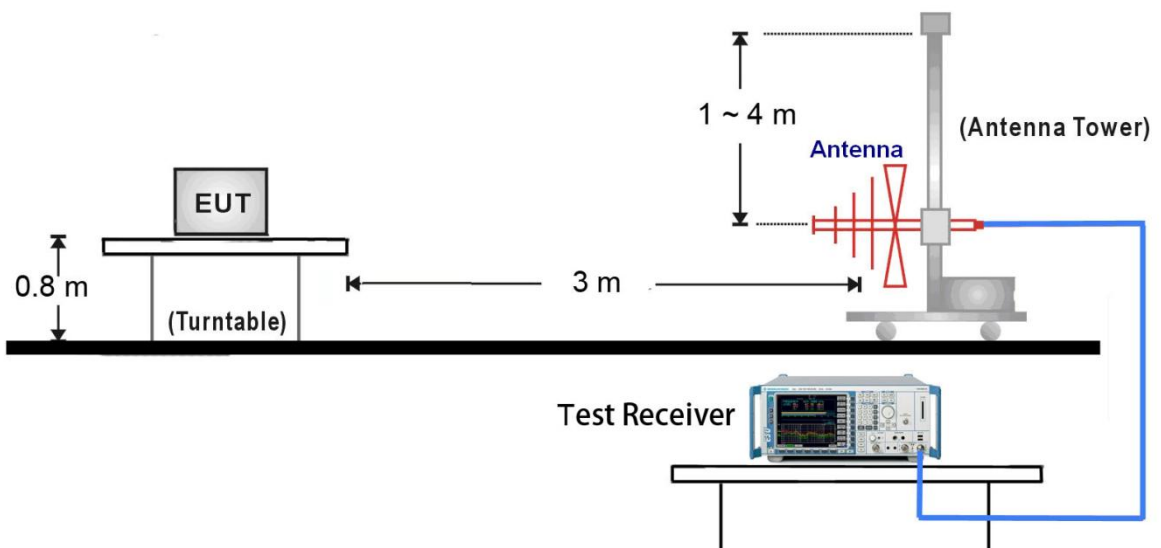 1 ~ 4 m
(Antenna Tower)
Antenna
EUT
0.8 m
3 m
(Turntable)
Test Receiver